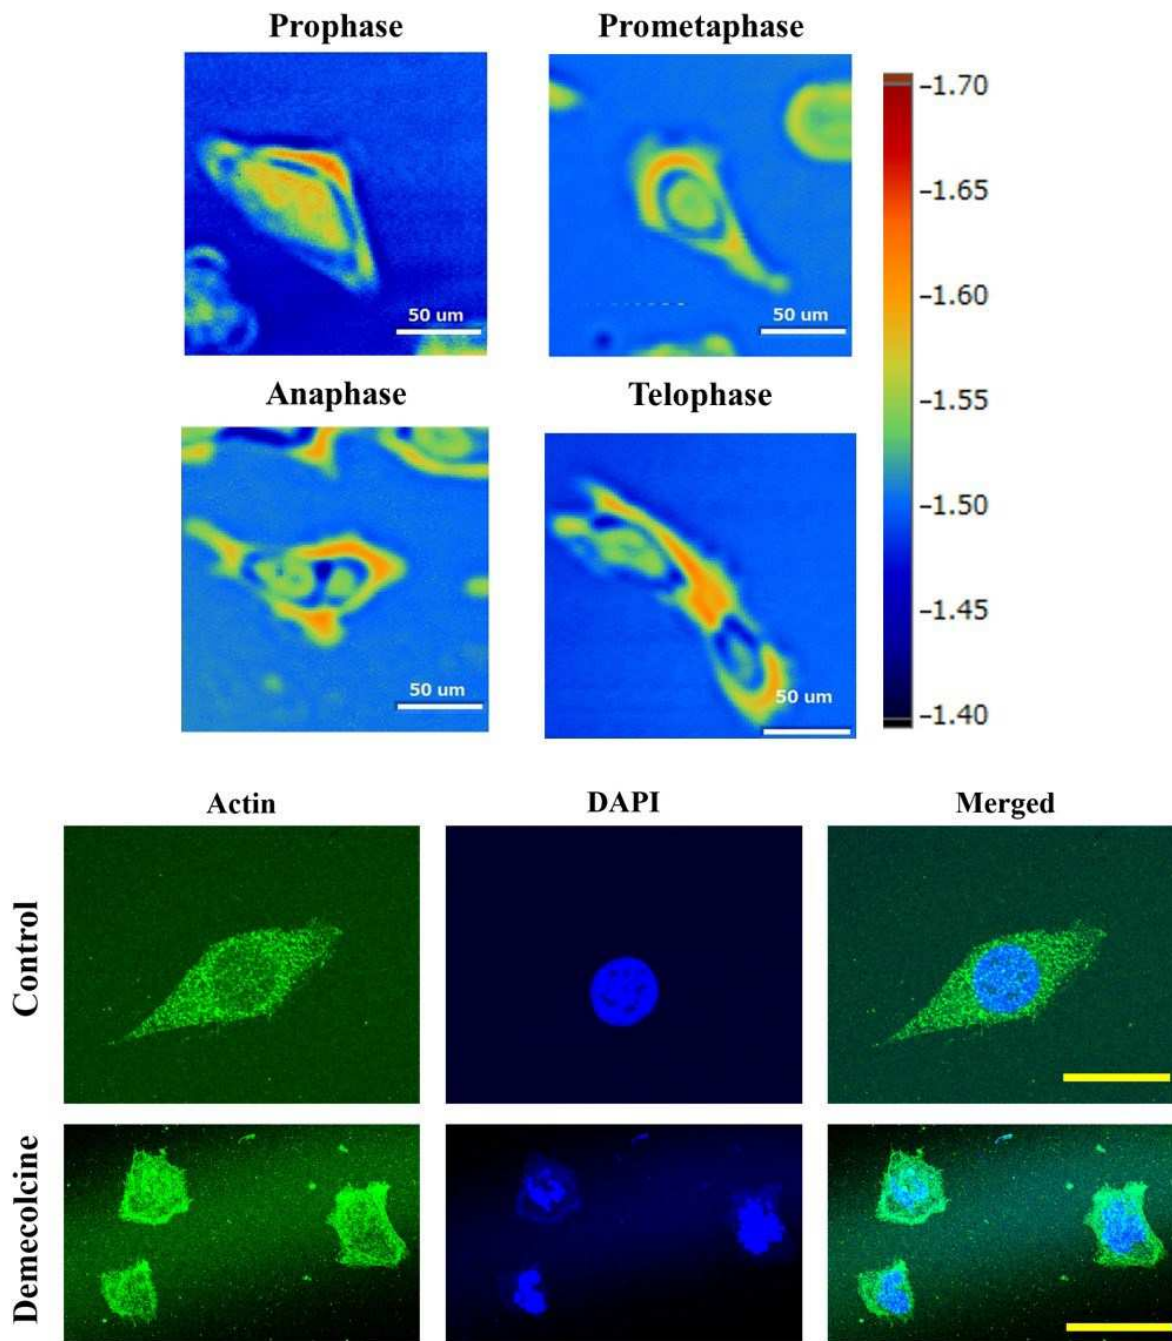 Prophase
Prometaphase
50 um
50 um
Anaphase
Telophase
50 um
50 um
-1.70
-1.65
-1.60
-1.55
-1.50
-1.45
-1.40
Actin
DAPI
Merged
Control
Demecolcine